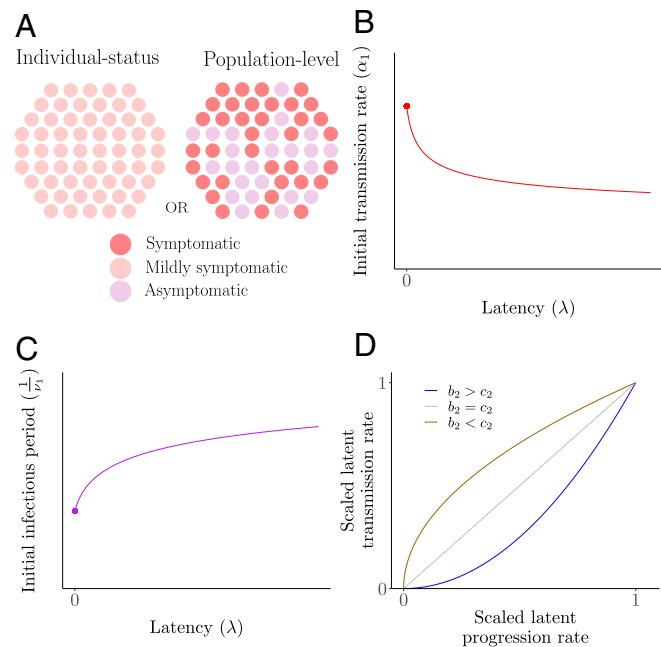 A
Individual-status
Population-level
OR
Symptomatic
Mildly symptomatic
Asymptomatic
B
Initial transmission rate (α₁)
0
Latency (λ)
C
Initial infectious period (1/ν₁)
0
Latency (λ)
D
b₂ > c₂
b₂ = c₂
b₂ < c₂
Scaled latent
transmission rate
1
0
0
1
Scaled latent
progression rate